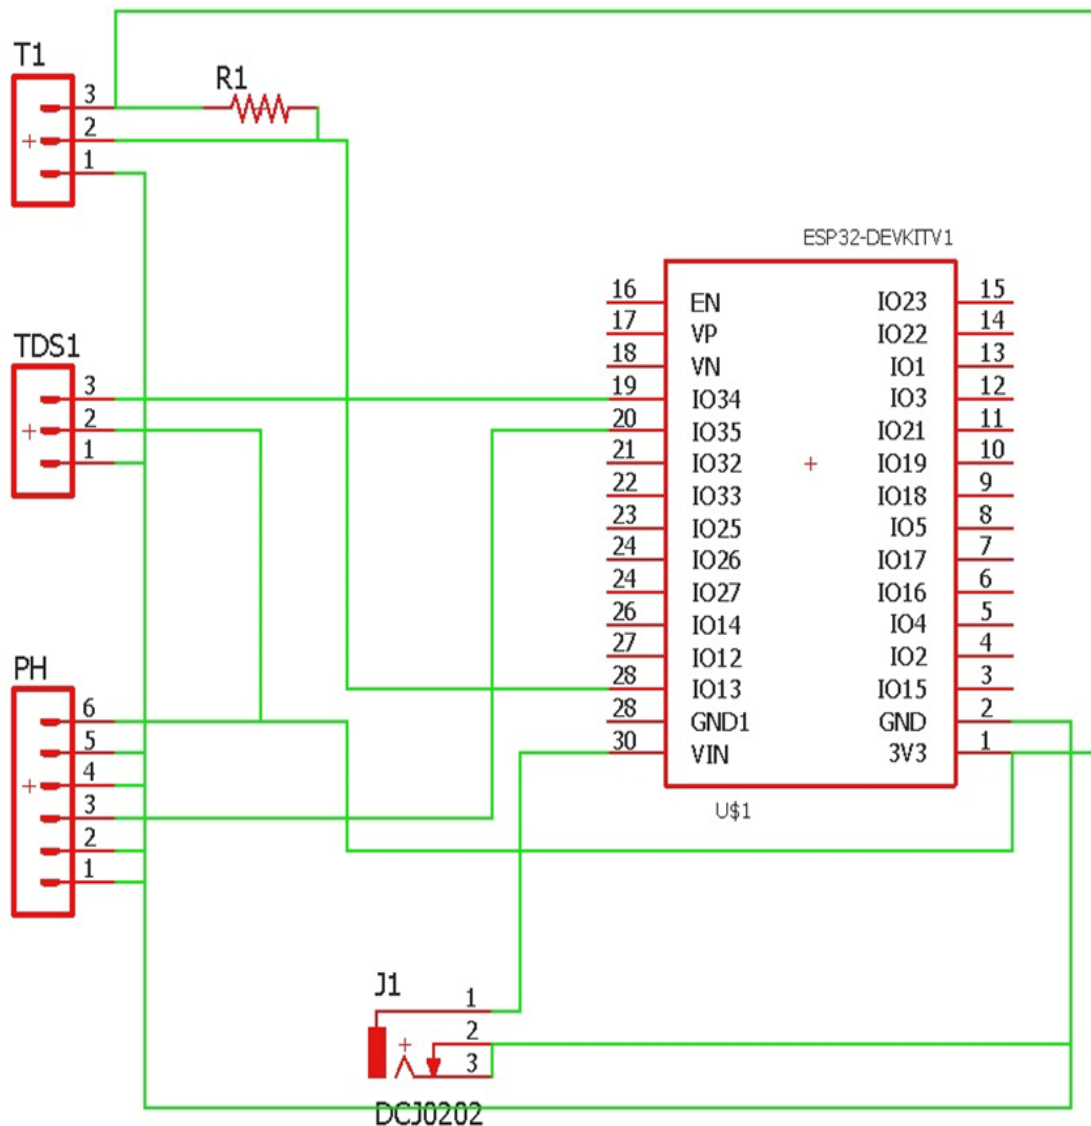 T1
3
2
1
R1
TDS1
3
2
1
PH
6
5
4
3
2
1
ESP32-DEVKITV1
16 EN IO23 15
17 VP IO22 14
18 VN IO1 13
19 IO34 IO3 12
20 IO35 IO21 11
21 IO32 IO19 10
22 IO33 IO18 9
23 IO25 IO5 8
24 IO26 IO17 7
24 IO27 IO16 6
26 IO14 IO4 5
27 IO12 IO2 4
28 IO13 IO15 3
28 GND1 GND 2
30 VIN 3V3 1
U$1
J1
1
2
3
DCJ0202